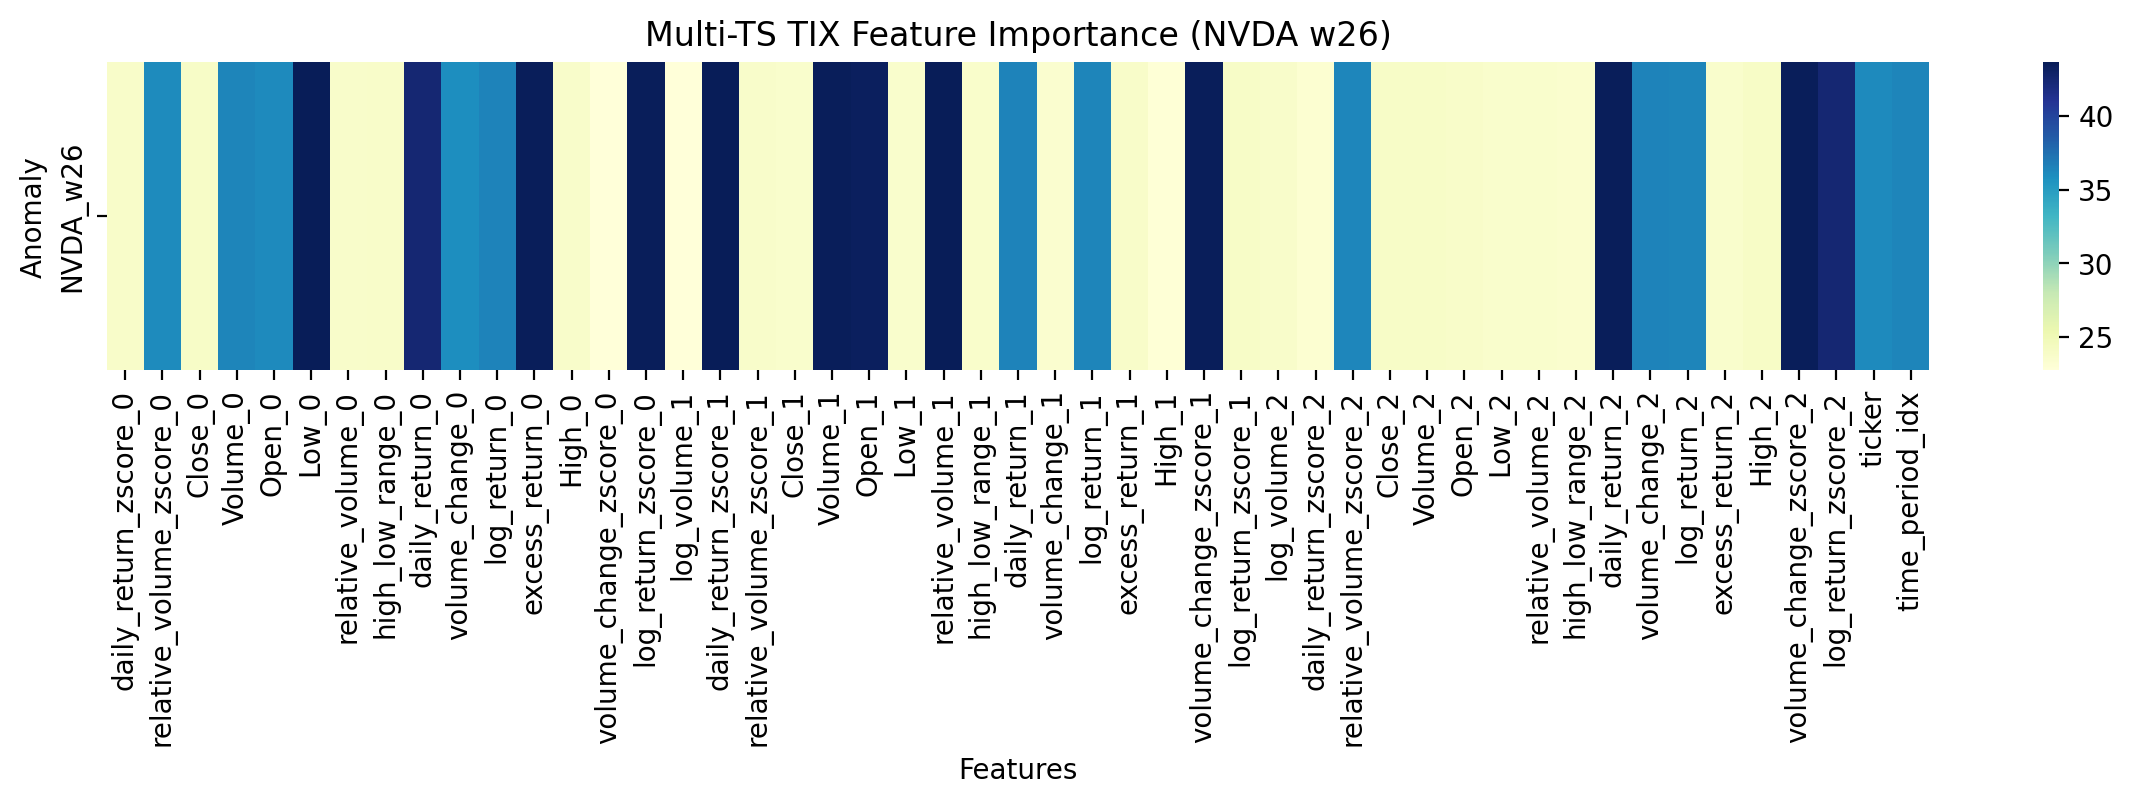 Multi-TS TIX Feature Importance (NVDA w26)
Anomaly
NVDA_w26
40
35
30
25
daily_return_zscore_0
relative_volume_zscore_0
Close_0
Volume_0
Open_0
Low_0
relative_volume_0
high_low_range_0
daily_return_0
volume_change_0
log_return_0
excess_return_0
High_0
volume_change_zscore_0
log_return_zscore_0
log_volume_1
daily_return_zscore_1
relative_volume_zscore_1
Close_1
Volume_1
Open_1
Low_1
relative_volume_1
high_low_range_1
daily_return_1
volume_change_1
log_return_1
excess_return_1
High_1
volume_change_zscore_1
log_return_zscore_1
log_volume_2
daily_return_zscore_2
relative_volume_zscore_2
Close_2
Volume_2
Open_2
Low_2
relative_volume_2
high_low_range_2
daily_return_2
volume_change_2
log_return_2
excess_return_2
High_2
volume_change_zscore_2
log_return_zscore_2
ticker
time_period_idx
Features